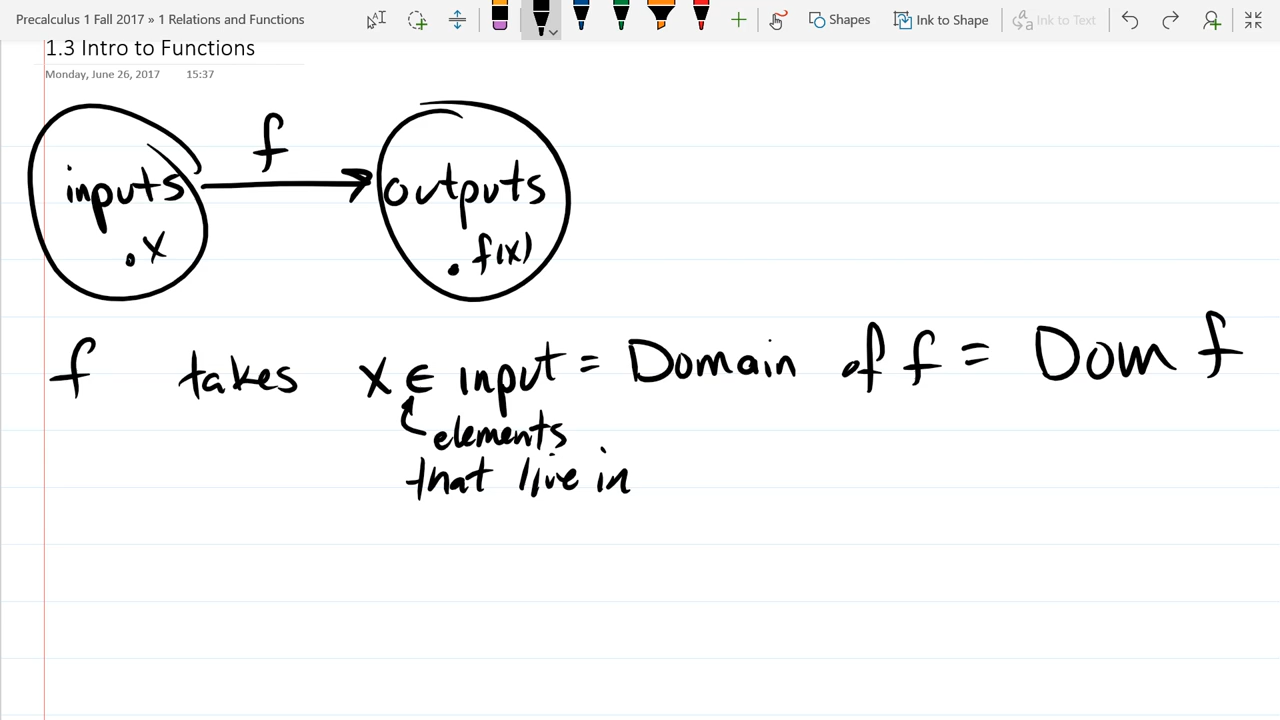 Precalculus 1 Fall 2017 » 1 Relations and Functions
Shapes
Ink to Shape
Ink to Text
1.3 Intro to Functions
Monday, June 26, 2017 15:37
f
inputs
outputs
.x
.f(x)
f takes x ∈ input = Domain of f = Dom f
elements
that live in